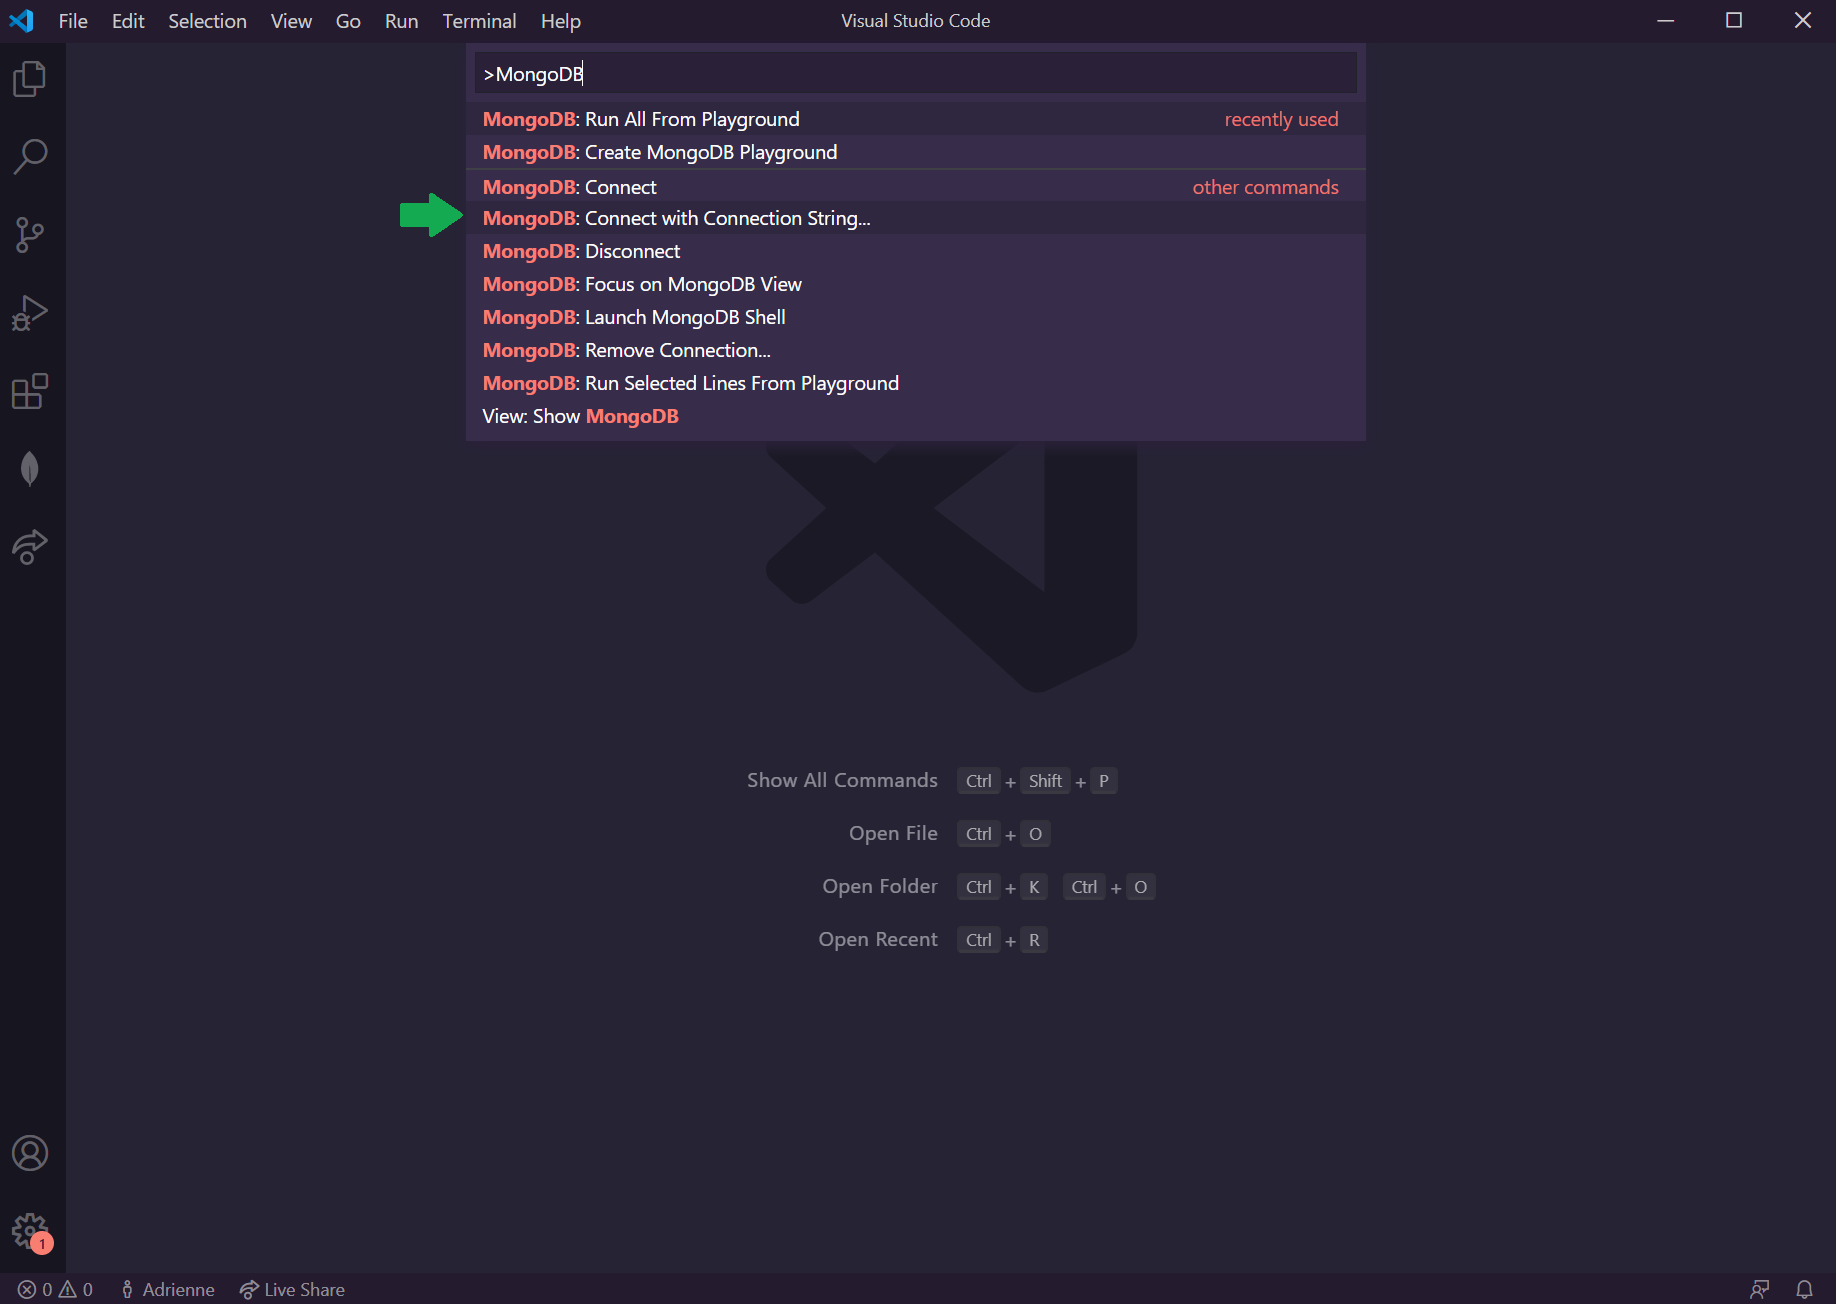 File Edit Selection View Go Run Terminal Help Visual Studio Code
>MongoDB
MongoDB: Run All From Playground recently used
MongoDB: Create MongoDB Playground
MongoDB: Connect other commands
MongoDB: Connect with Connection String...
MongoDB: Disconnect
MongoDB: Focus on MongoDB View
MongoDB: Launch MongoDB Shell
MongoDB: Remove Connection...
MongoDB: Run Selected Lines From Playground
View: Show MongoDB
Show All Commands Ctrl + Shift + P
Open File Ctrl + O
Open Folder Ctrl + K Ctrl + O
Open Recent Ctrl + R
1
0 0 Adrienne Live Share